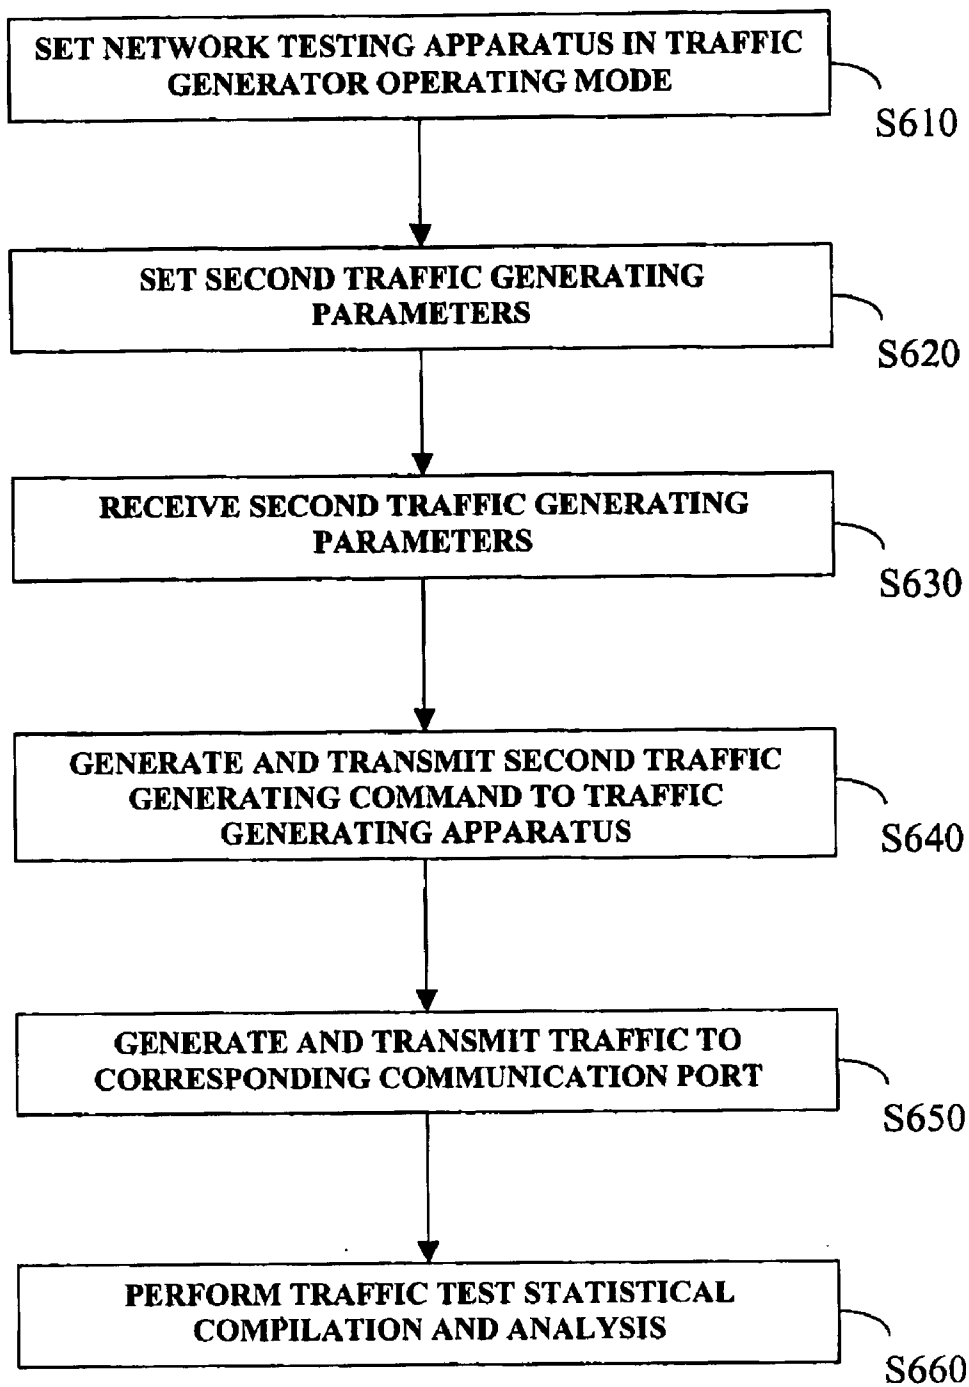 SET NETWORK TESTING APPARATUS IN TRAFFIC
GENERATOR OPERATING MODE
S610
SET SECOND TRAFFIC GENERATING
PARAMETERS
S620
RECEIVE SECOND TRAFFIC GENERATING
PARAMETERS
S630
GENERATE AND TRANSMIT SECOND TRAFFIC
GENERATING COMMAND TO TRAFFIC
GENERATING APPARATUS
S640
GENERATE AND TRANSMIT TRAFFIC TO
CORRESPONDING COMMUNICATION PORT
S650
PERFORM TRAFFIC TEST STATISTICAL
COMPILATION AND ANALYSIS
S660